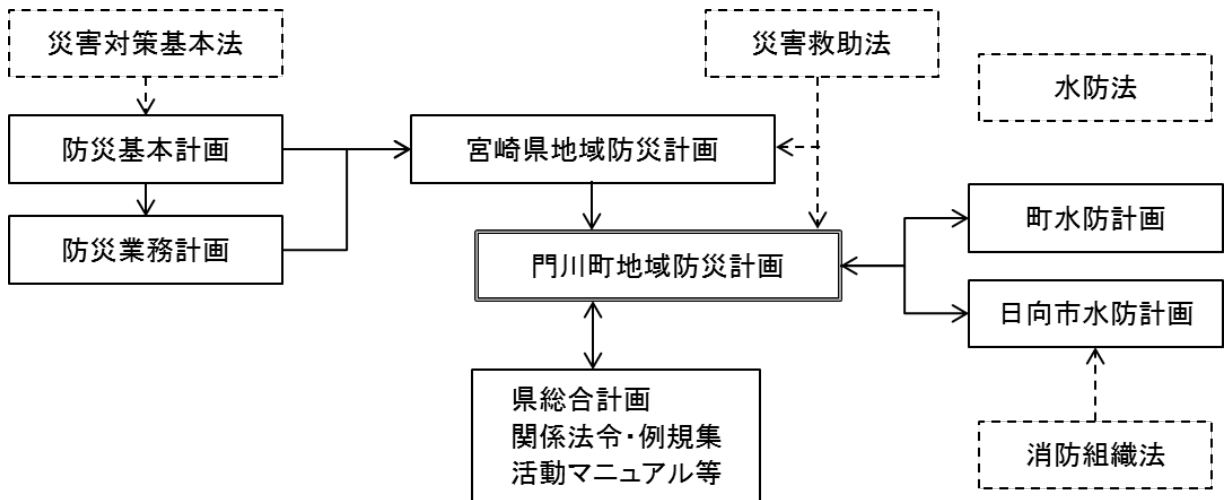 災害対策基本法
災害救助法
水防法
防災基本計画
宮崎県地域防災計画
防災業務計画
町水防計画
門川町地域防災計画
日向市水防計画
県総合計画
関係法令・例規集
活動マニュアル等
消防組織法